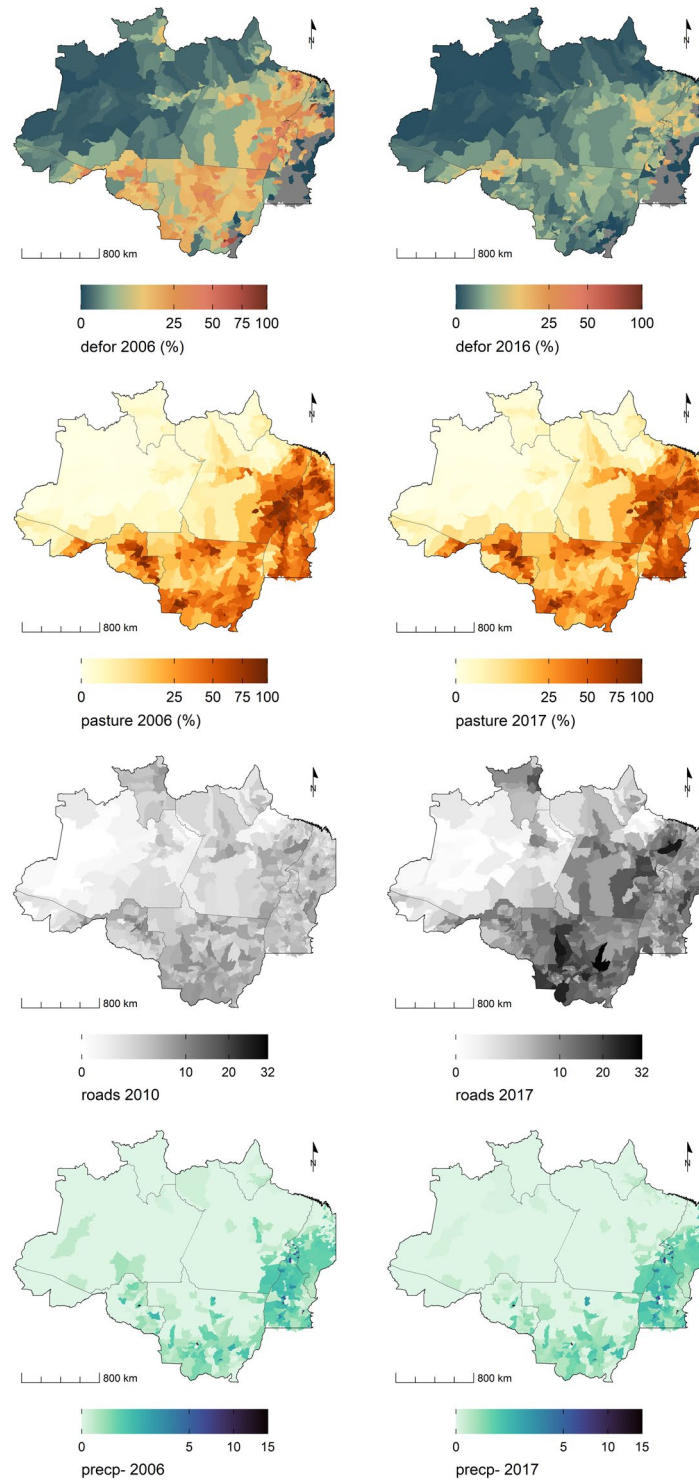 N
N
800 km
800 km
0 25 50 75 100
0 25 50 75 100
defor 2006 (%)
defor 2016 (%)
N
N
800 km
800 km
0 25 50 75 100
0 25 50 75 100
pasture 2006 (%)
pasture 2017 (%)
N
N
800 km
800 km
0 10 20 32
0 10 20 32
roads 2010
roads 2017
N
N
800 km
800 km
0 5 10 15
0 5 10 15
precp- 2006
precp- 2017